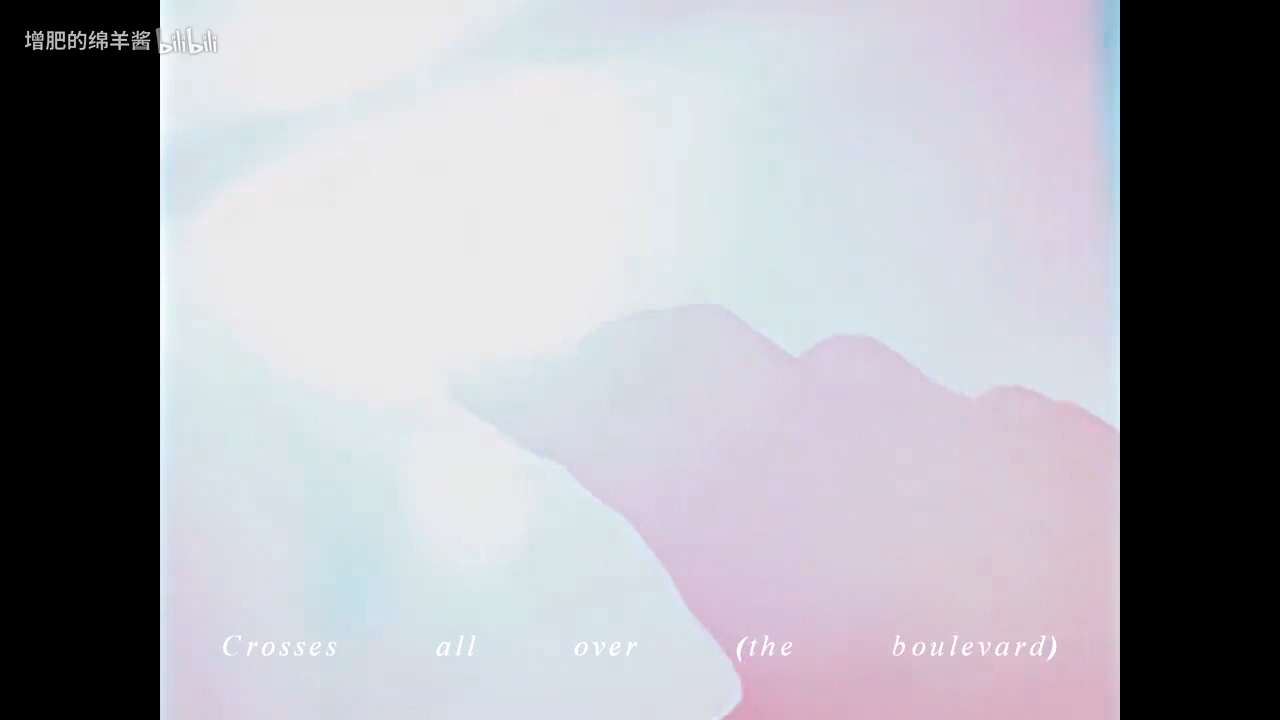 增肥的绵羊酱 bilibili
Crosses all over (the boulevard)